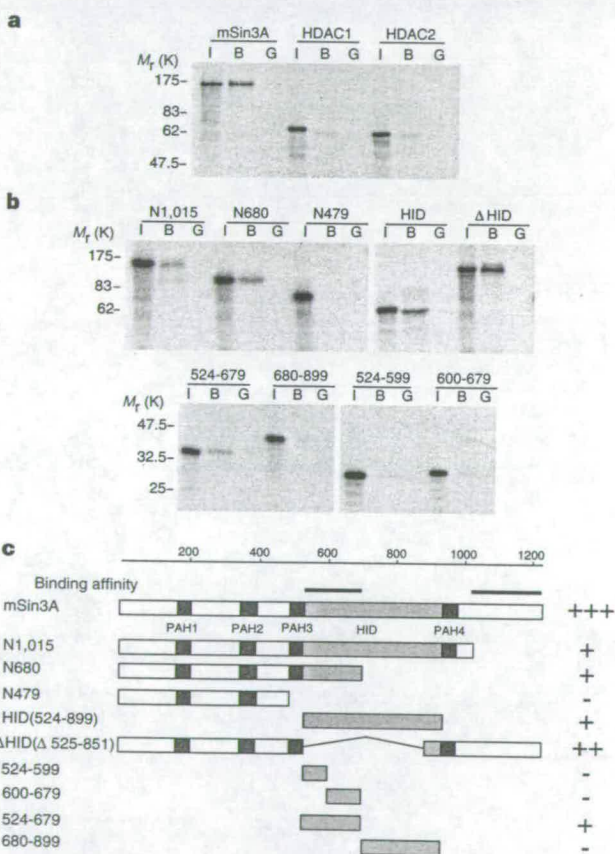 a
mSin3A HDAC1 HDAC2
Mr (K) I B G I B G I B G
175-
83-
62-
47.5-
b
N1,015 N680 N479 HID Δ HID
Mr (K) I B G I B G I B G I B G I B G
175-
83-
62-
524-679 680-899 524-599 600-679
Mr (K) I B G I B G I B G I B G
47.5-
32.5-
25-
c
200 400 600 800 1000 1200
Binding affinity
mSin3A +++
PAH1 PAH2 PAH3 HID PAH4
N1,015 +
N680 +
N479 -
HID(524-899) +
ΔHID(Δ 525-851) ++
524-599 -
600-679 -
524-679 +
680-899 -